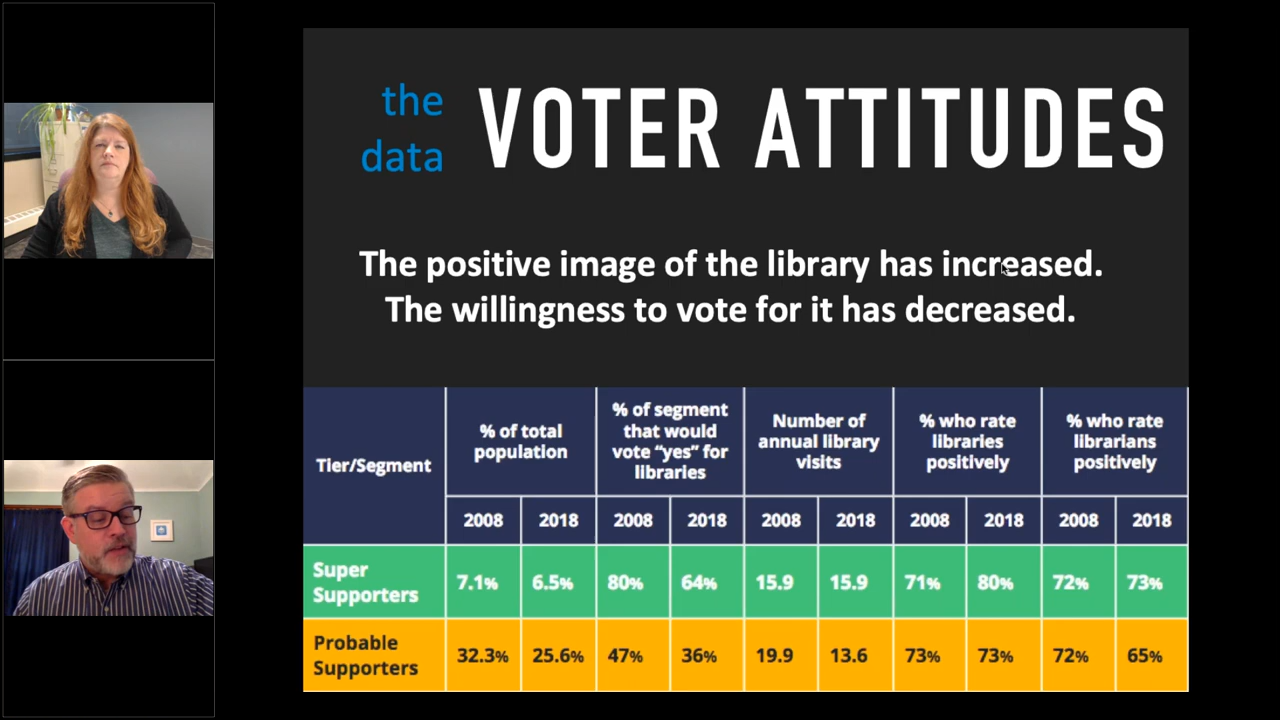 the
data
VOTER ATTITUDES
The positive image of the library has increased.
The willingness to vote for it has decreased.
Tier/Segment
% of total
population
% of segment
that would
vote “yes” for
libraries
Number of
annual library
visits
% who rate
libraries
positively
% who rate
librarians
positively
2008 2018 2008 2018 2008 2018 2008 2018 2008 2018
Super
Supporters
7.1% 6.5% 80% 64% 15.9 15.9 71% 80% 72% 73%
Probable
Supporters
32.3% 25.6% 47% 36% 19.9 13.6 73% 73% 72% 65%